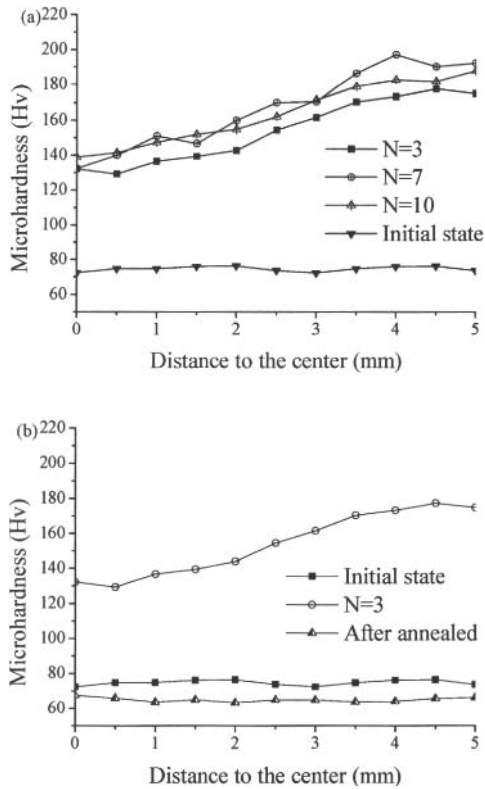 (a)
220
200
180
160
140
120
100
80
60
Microhardness (Hv)
N=3
N=7
N=10
Initial state
0 1 2 3 4 5
Distance to the center (mm)
(b)
220
200
180
160
140
120
100
80
60
Microhardness (Hv)
Initial state
N=3
After annealed
0 1 2 3 4 5
Distance to the center (mm)